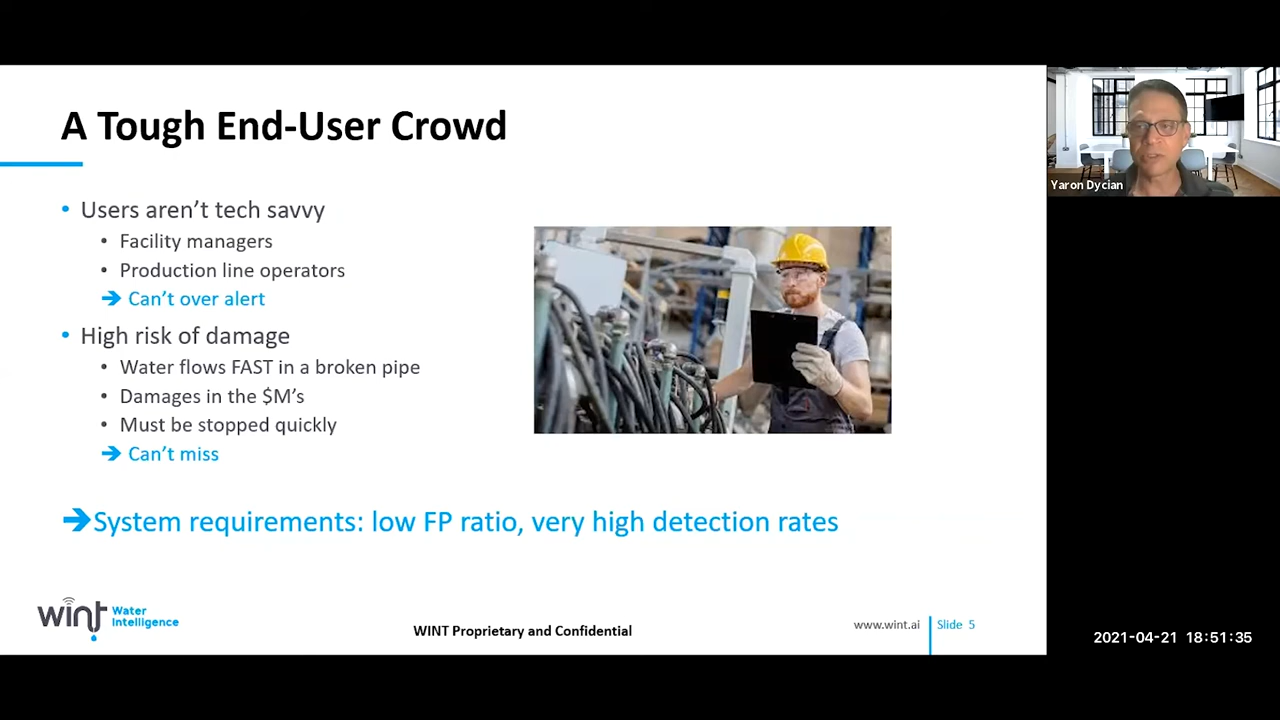 A Tough End-User Crowd
• Users aren't tech savvy
• Facility managers
• Production line operators
➔ Can't over alert
• High risk of damage
• Water flows FAST in a broken pipe
• Damages in the $M's
• Must be stopped quickly
➔ Can't miss
➔System requirements: low FP ratio, very high detection rates
wint Water
Intelligence
WINT Proprietary and Confidential
www.wint.ai
Slide 5
Yaron Dycian
2021-04-21 18:51:35